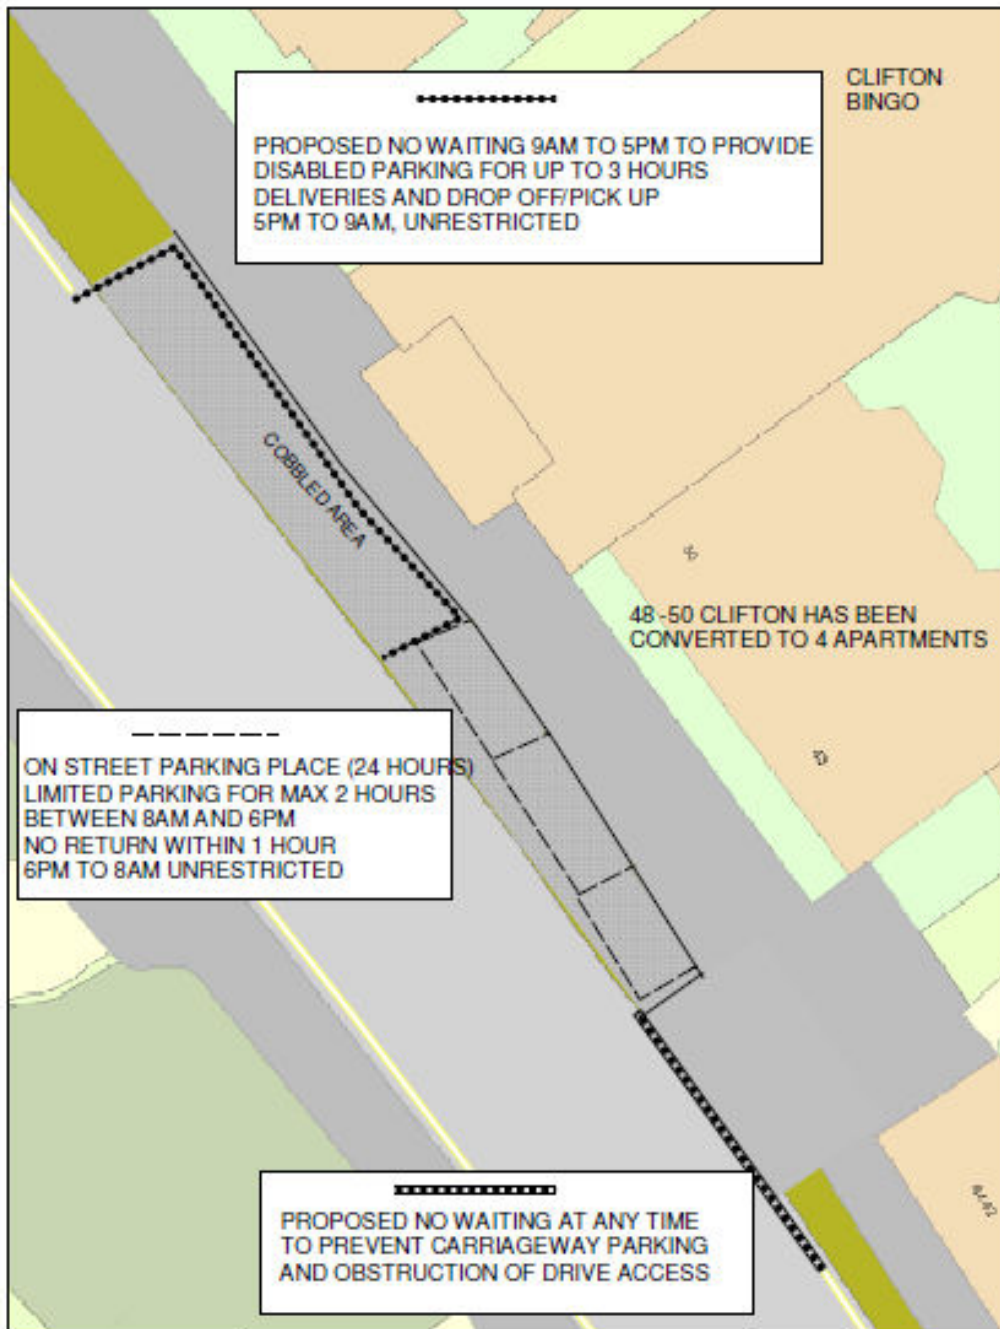 CLIFTON
BINGO
PROPOSED NO WAITING 9AM TO 5PM TO PROVIDE
DISABLED PARKING FOR UP TO 3 HOURS
DELIVERIES AND DROP OFF/PICK UP
5PM TO 9AM, UNRESTRICTED
COBBLED AREA
50
48 -50 CLIFTON HAS BEEN
CONVERTED TO 4 APARTMENTS
ON STREET PARKING PLACE (24 HOURS)
LIMITED PARKING FOR MAX 2 HOURS
BETWEEN 8AM AND 6PM
NO RETURN WITHIN 1 HOUR
6PM TO 8AM UNRESTRICTED
PROPOSED NO WAITING AT ANY TIME
TO PREVENT CARRIAGEWAY PARKING
AND OBSTRUCTION OF DRIVE ACCESS